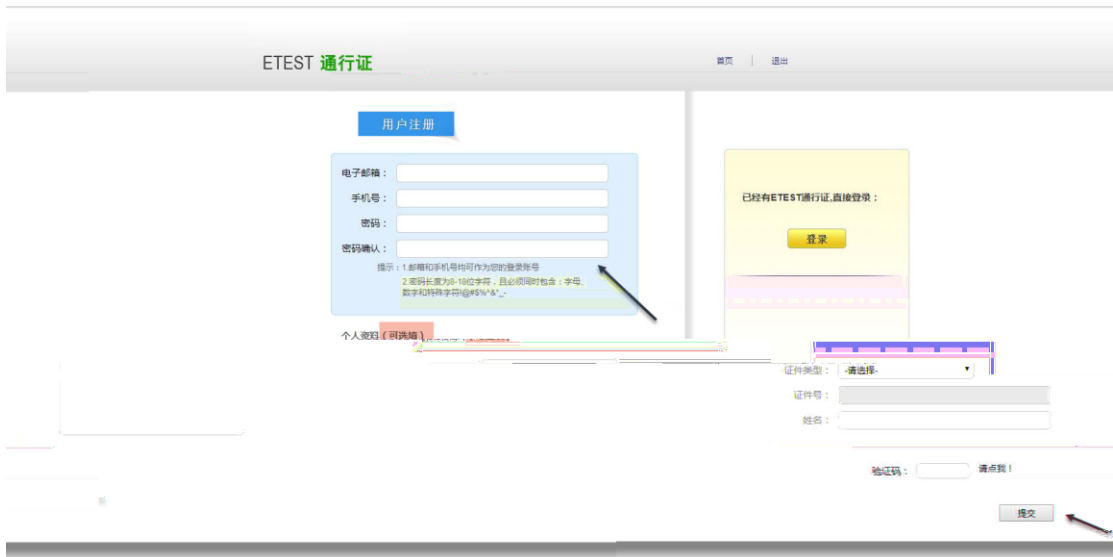 ETEST 通行证
首页 | 退出
用户注册
电子邮箱：
手机号：
密码：
密码确认：
提示：1.邮箱和手机号均可作为您的登录账号
2.密码长度为8-16位字符，且必须同时包含：字母、
数字和特殊字符!@#$%^&*_-
个人资料（可选填）
已经有ETEST通行证,直接登录：
登录
证件类型： -请选择-
证件号：
姓名：
验证码： 请点我！
提交